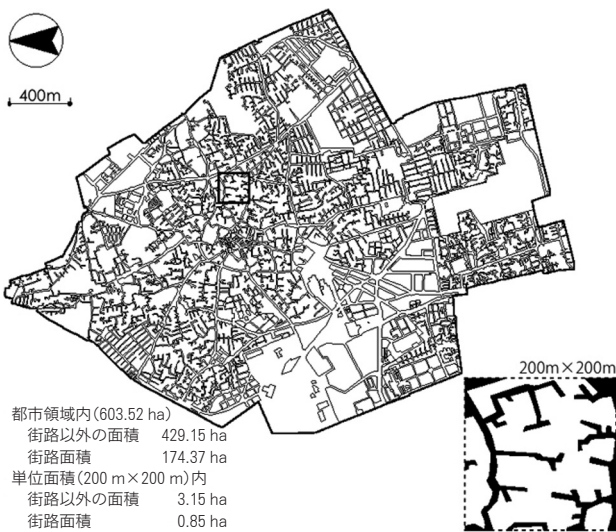 400m
200m×200m
都市領域内(603.52 ha)
街路以外の面積 429.15 ha
街路面積 174.37 ha
単位面積(200 m×200 m)内
街路以外の面積 3.15 ha
街路面積 0.85 ha